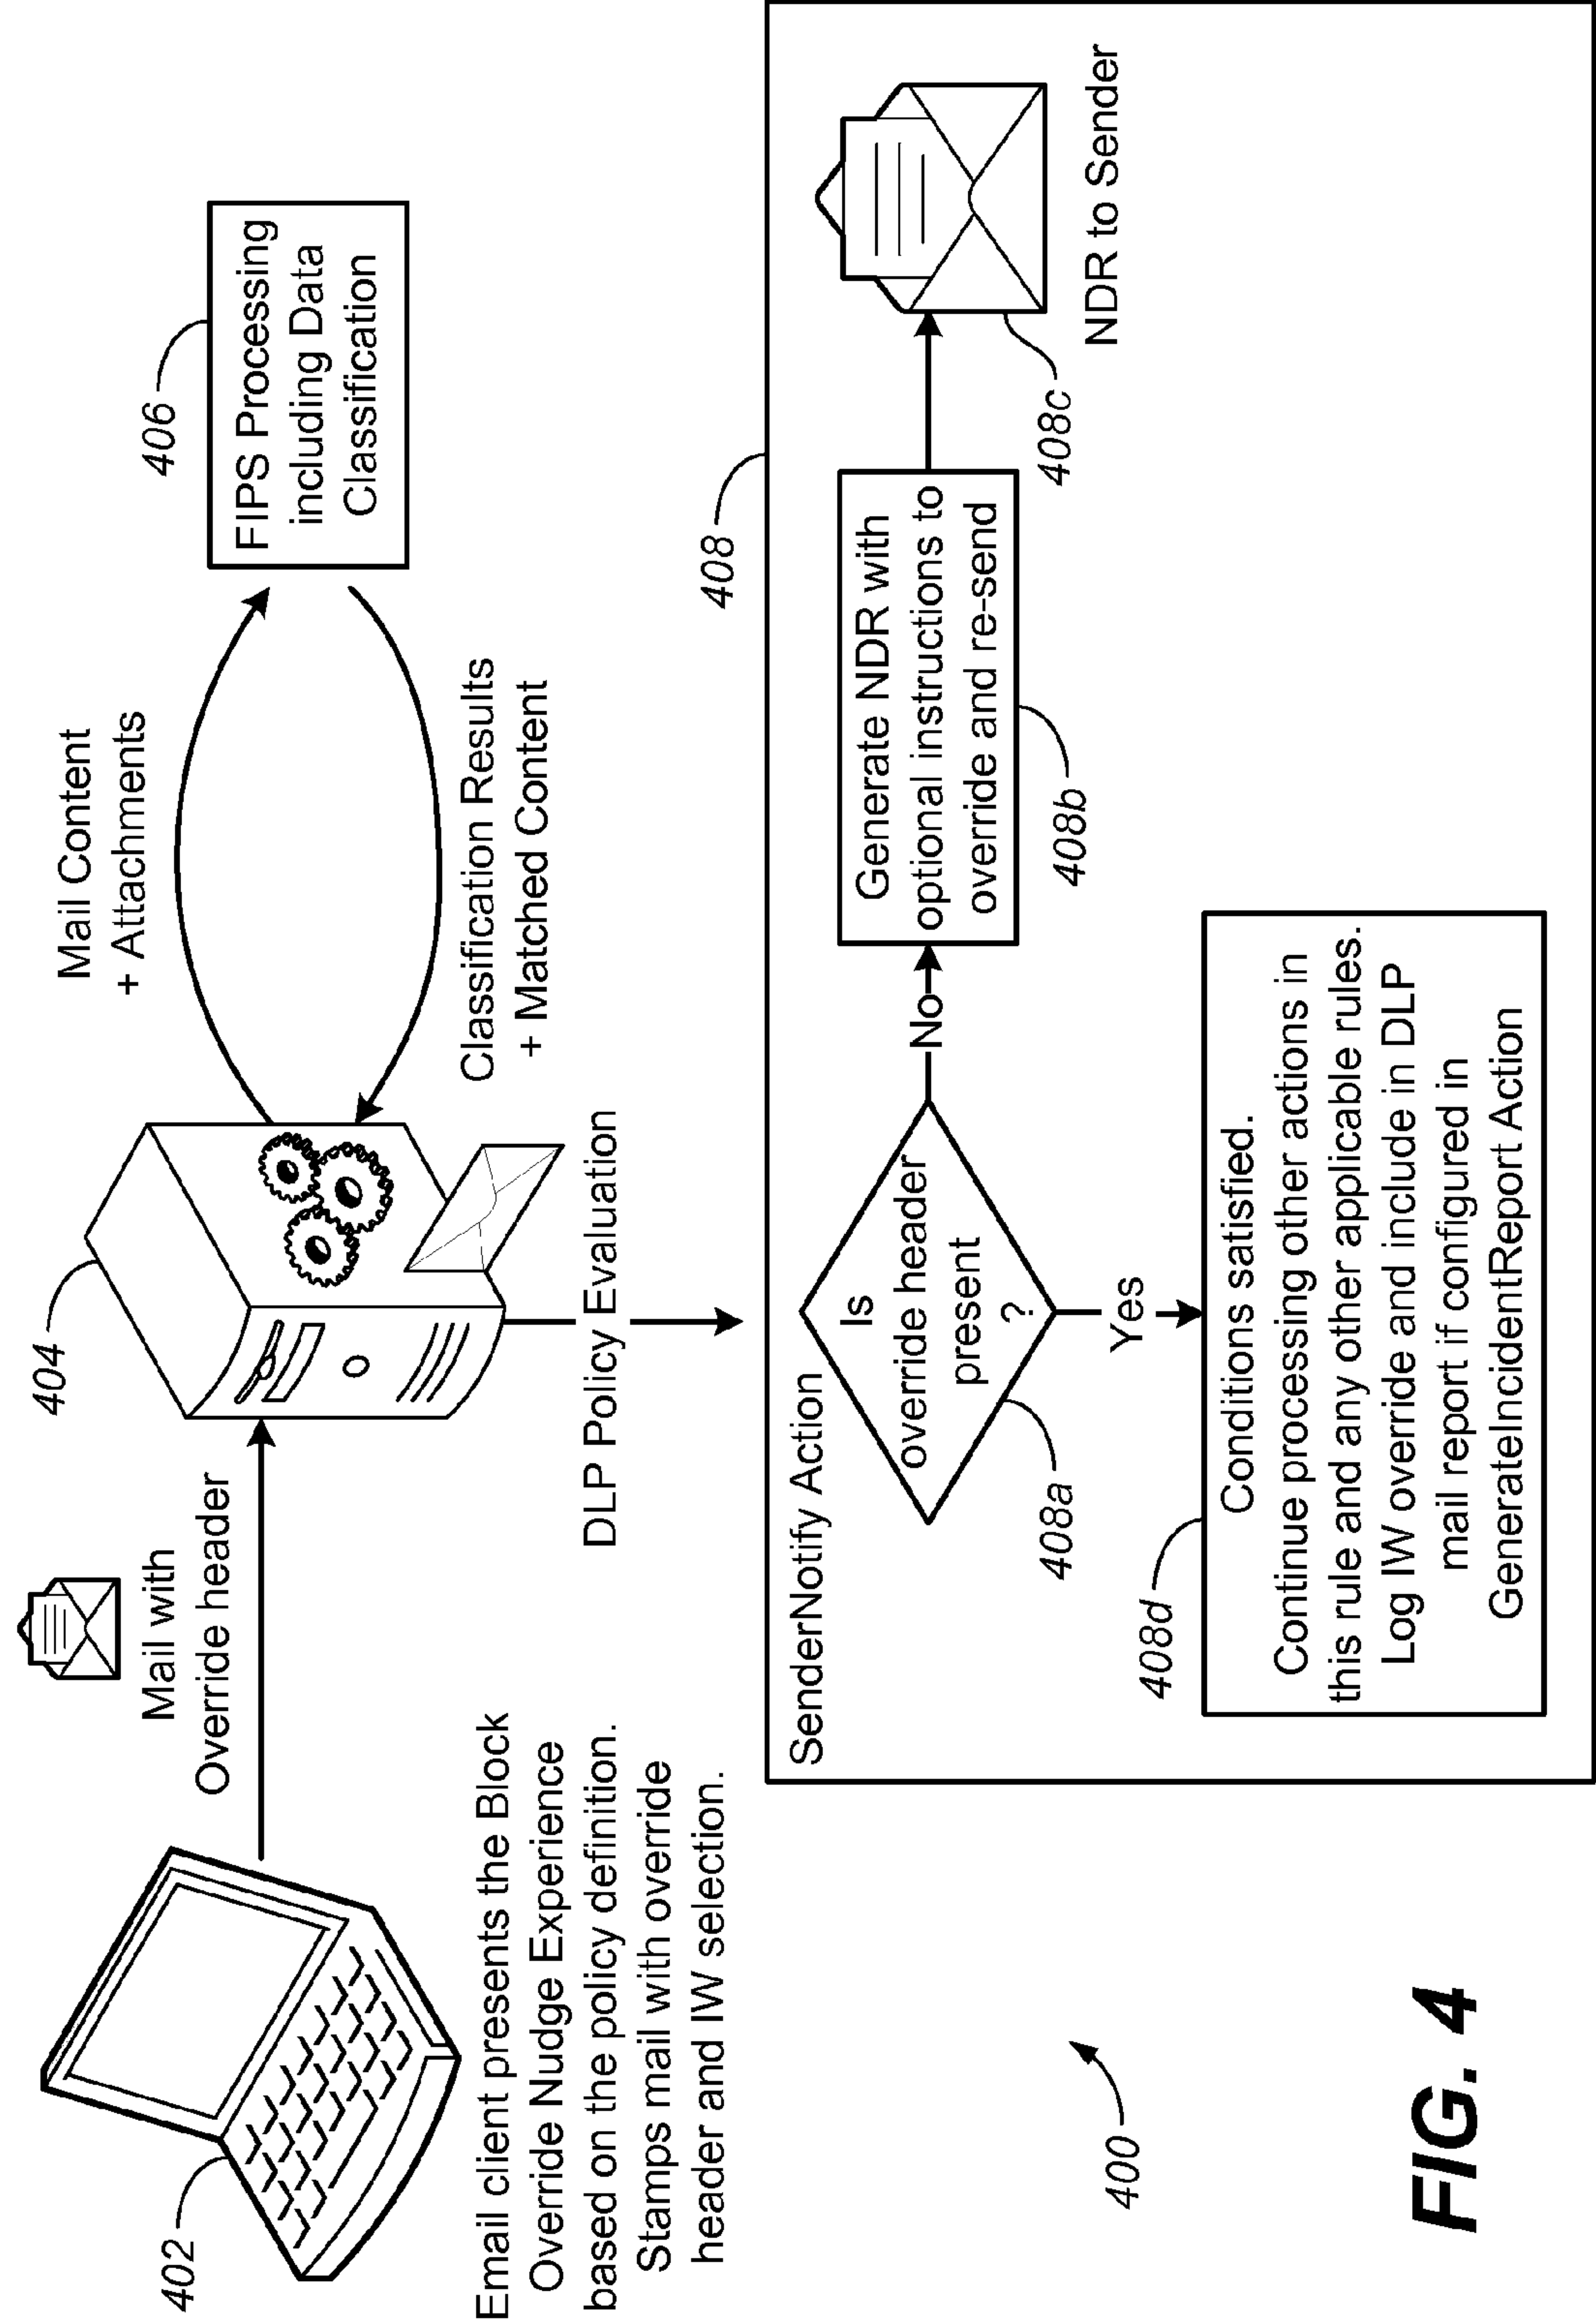 402
Email client presents the Block
Override Nudge Experience
based on the policy definition.
Stamps mail with override
header and IW selection.
Mail with
Override header
404
Mail Content
+ Attachments
406
FIPS Processing
including Data
Classification
Classification Results
+ Matched Content
DLP Policy Evaluation
408
SenderNotify Action
Is
override header
present
?
408a
No
Generate NDR with
optional instructions to
override and re-send
408b
408c
NDR to Sender
Yes
408d
Conditions satisfied.
Continue processing other actions in
this rule and any other applicable rules.
Log IW override and include in DLP
mail report if configured in
GenerateIncidentReport Action
400
FIG. 4